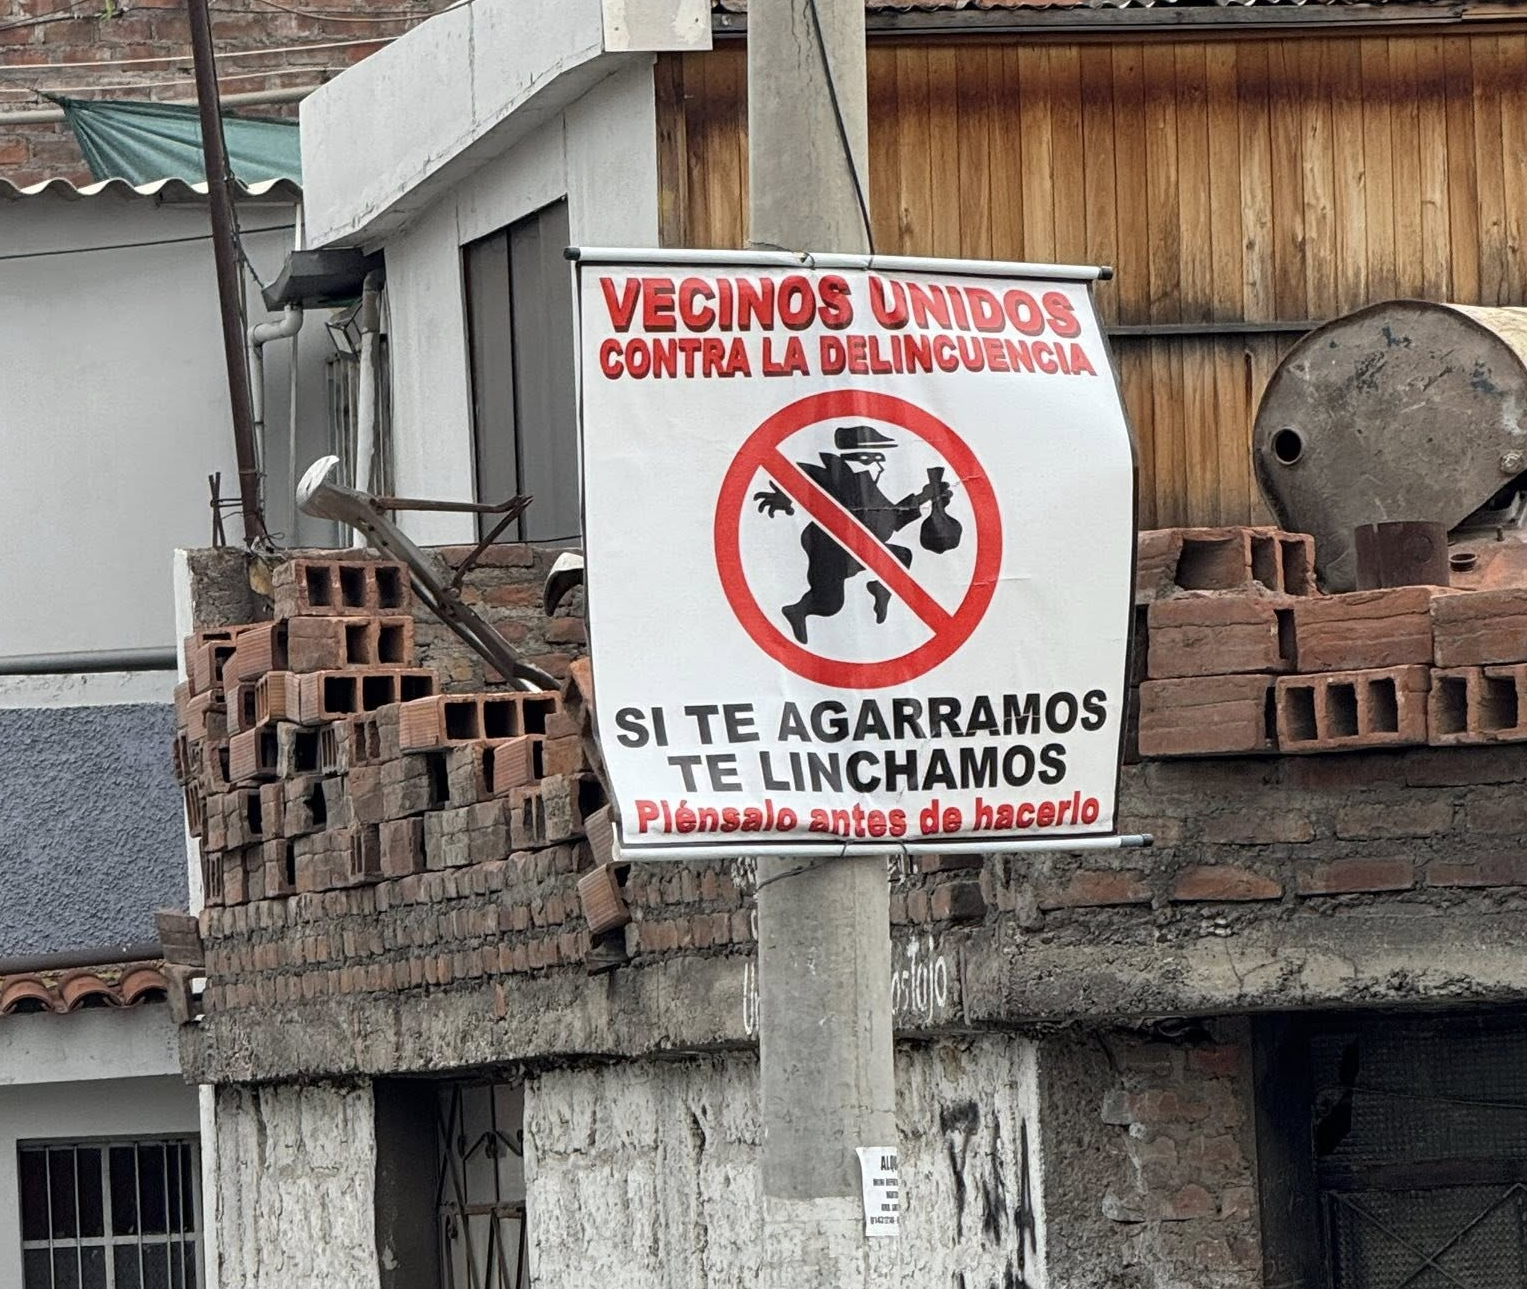 VECINOS UNIDOS
CONTRA LA DELINCUENCIA
SI TE AGARRAMOS
TE LINCHAMOS
Piénsalo antes de hacerlo